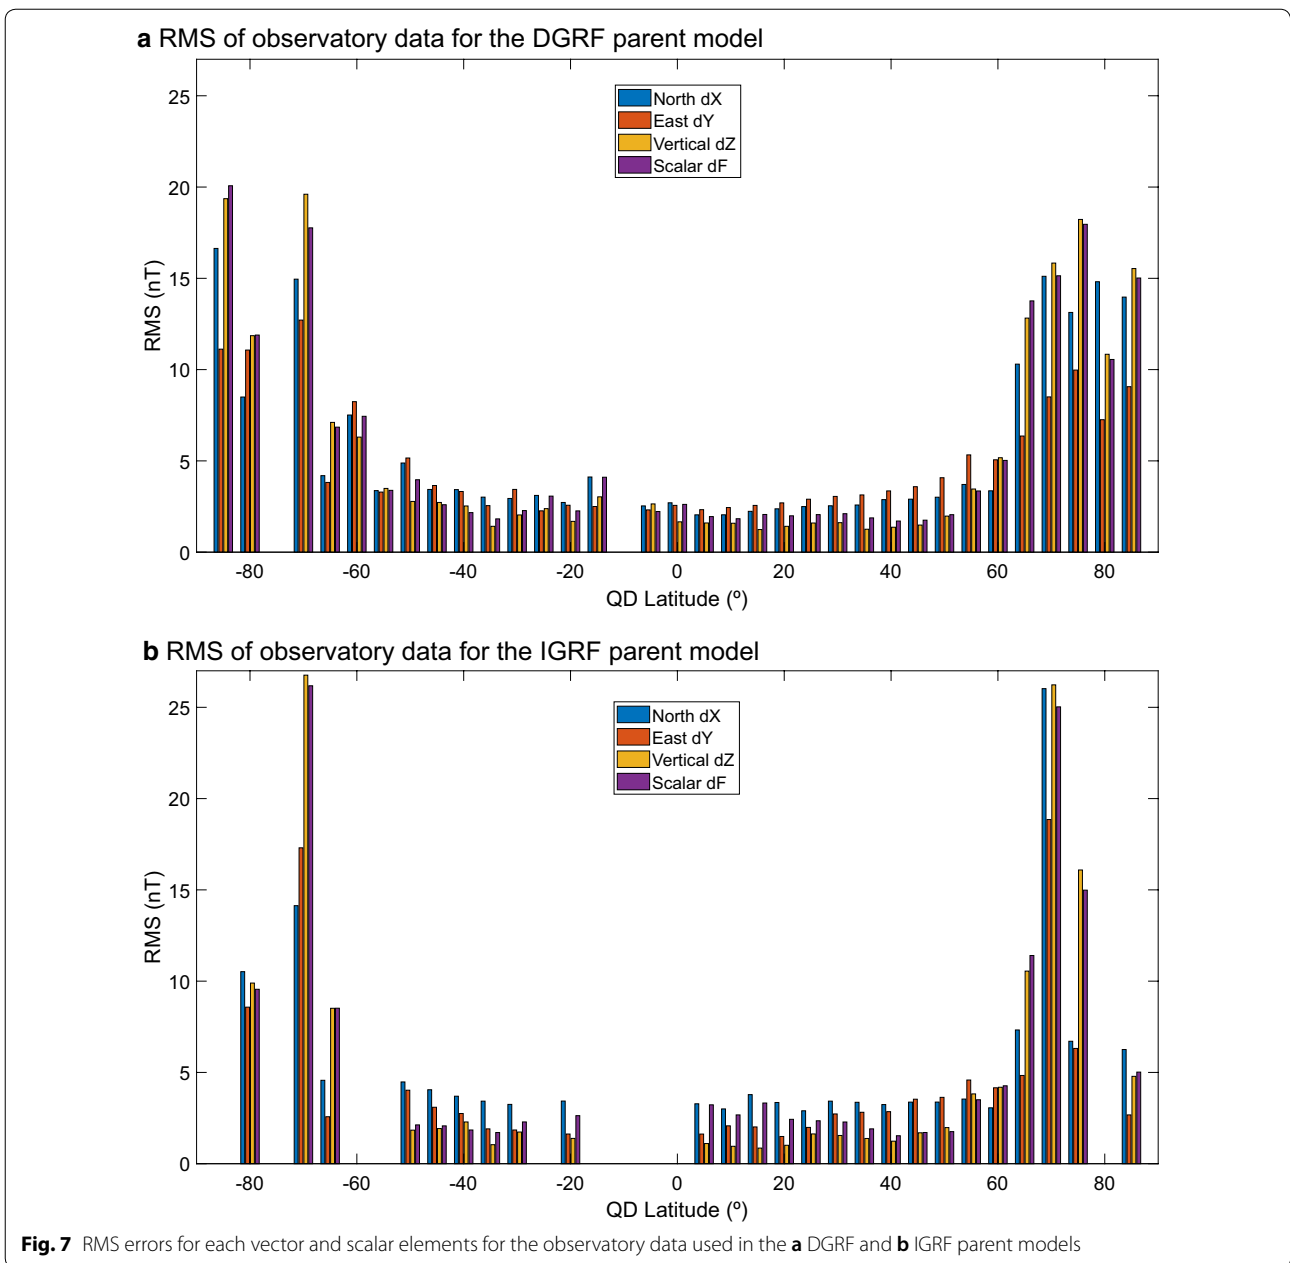 a RMS of observatory data for the DGRF parent model
25
20
15
10
5
0
RMS (nT)
North dX
East dY
Vertical dZ
Scalar dF
-80 -60 -40 -20 0 20 40 60 80
QD Latitude (º)
b RMS of observatory data for the IGRF parent model
25
20
15
10
5
0
RMS (nT)
North dX
East dY
Vertical dZ
Scalar dF
-80 -60 -40 -20 0 20 40 60 80
QD Latitude (º)
Fig. 7 RMS errors for each vector and scalar elements for the observatory data used in the a DGRF and b IGRF parent models